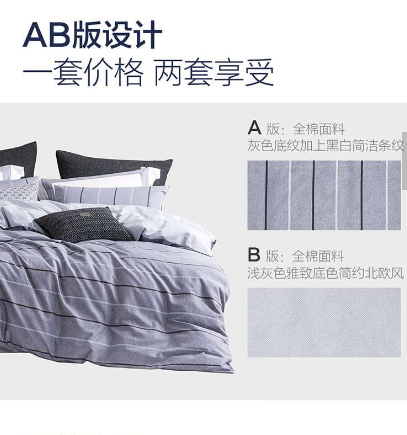 AB版设计
一套价格 两套享受
A 版：全棉面料
灰色底纹加上黑白简洁条纹
B 版：全棉面料
浅灰色雅致底色简约北欧风